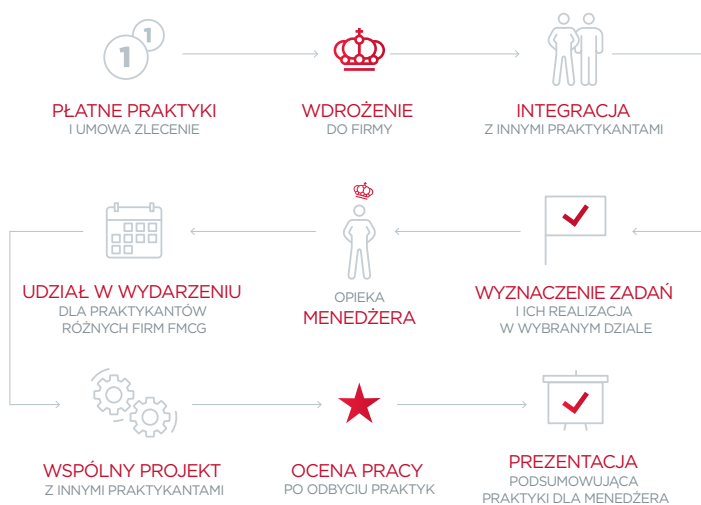 1
1
PŁATNE PRAKTYKI
I UMOWA ZLECENIE
WDROŻENIE
DO FIRMY
INTEGRACJA
Z INNYMI PRAKTYKANTAMI
WYZNACZENIE ZADAŃ
I ICH REALIZACJA
W WYBRANYM DZIALE
OPIEKA
MENEDŻERA
UDZIAŁ W WYDARZENIU
DLA PRAKTYKANTÓW
RÓŻNYCH FIRM FMCG
WSPÓLNY PROJEKT
Z INNYMI PRAKTYKANTAMI
OCENA PRACY
PO ODBYCIU PRAKTYK
PREZENTACJA
PODSUMOWUJĄCA
PRAKTYKI DLA MENEDŻERA